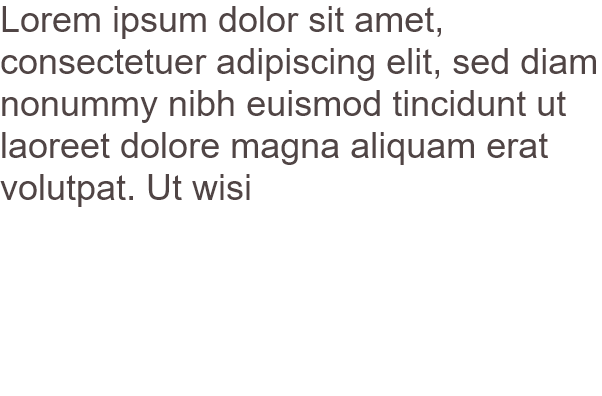 Lorem ipsum dolor sit amet,
consectetuer adipiscing elit, sed diam
nonummy nibh euismod tincidunt ut
laoreet dolore magna aliquam erat
volutpat. Ut wisi